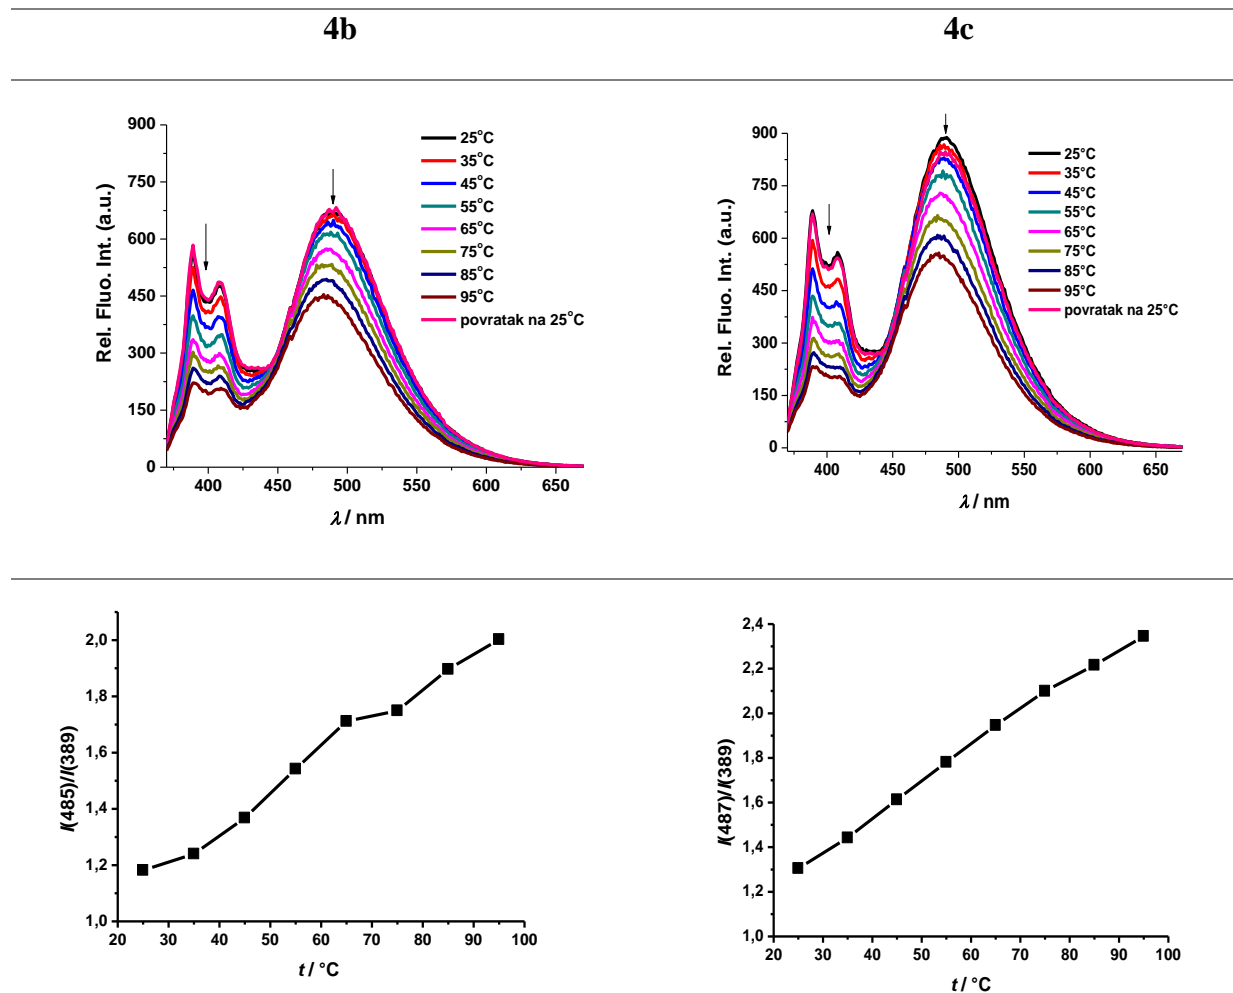 4b
4c
Rel. Fluo. Int. (a.u.)
900
750
600
450
300
150
0
400
450
500
550
600
650
λ / nm
25°C
35°C
45°C
55°C
65°C
75°C
85°C
95°C
povratak na 25°C
Rel. Fluo. Int. (a.u.)
900
750
600
450
300
150
0
400
450
500
550
600
650
λ / nm
25°C
35°C
45°C
55°C
65°C
75°C
85°C
95°C
povratak na 25°C
I(485)/I(389)
2,0
1,8
1,6
1,4
1,2
1,0
20
30
40
50
60
70
80
90
100
t / °C
I(487)/I(389)
2,4
2,2
2,0
1,8
1,6
1,4
1,2
1,0
20
30
40
50
60
70
80
90
100
t / °C